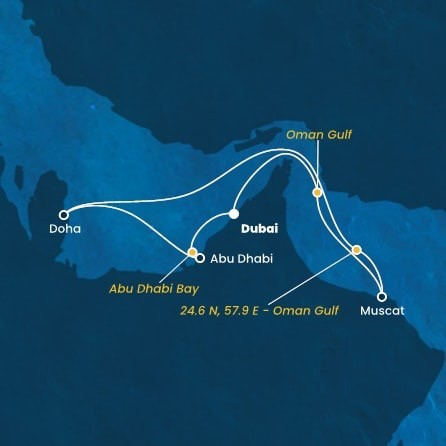 Oman Gulf
Doha
Dubai
Abu Dhabi
Abu Dhabi Bay
24.6 N, 57.9 E - Oman Gulf
Muscat